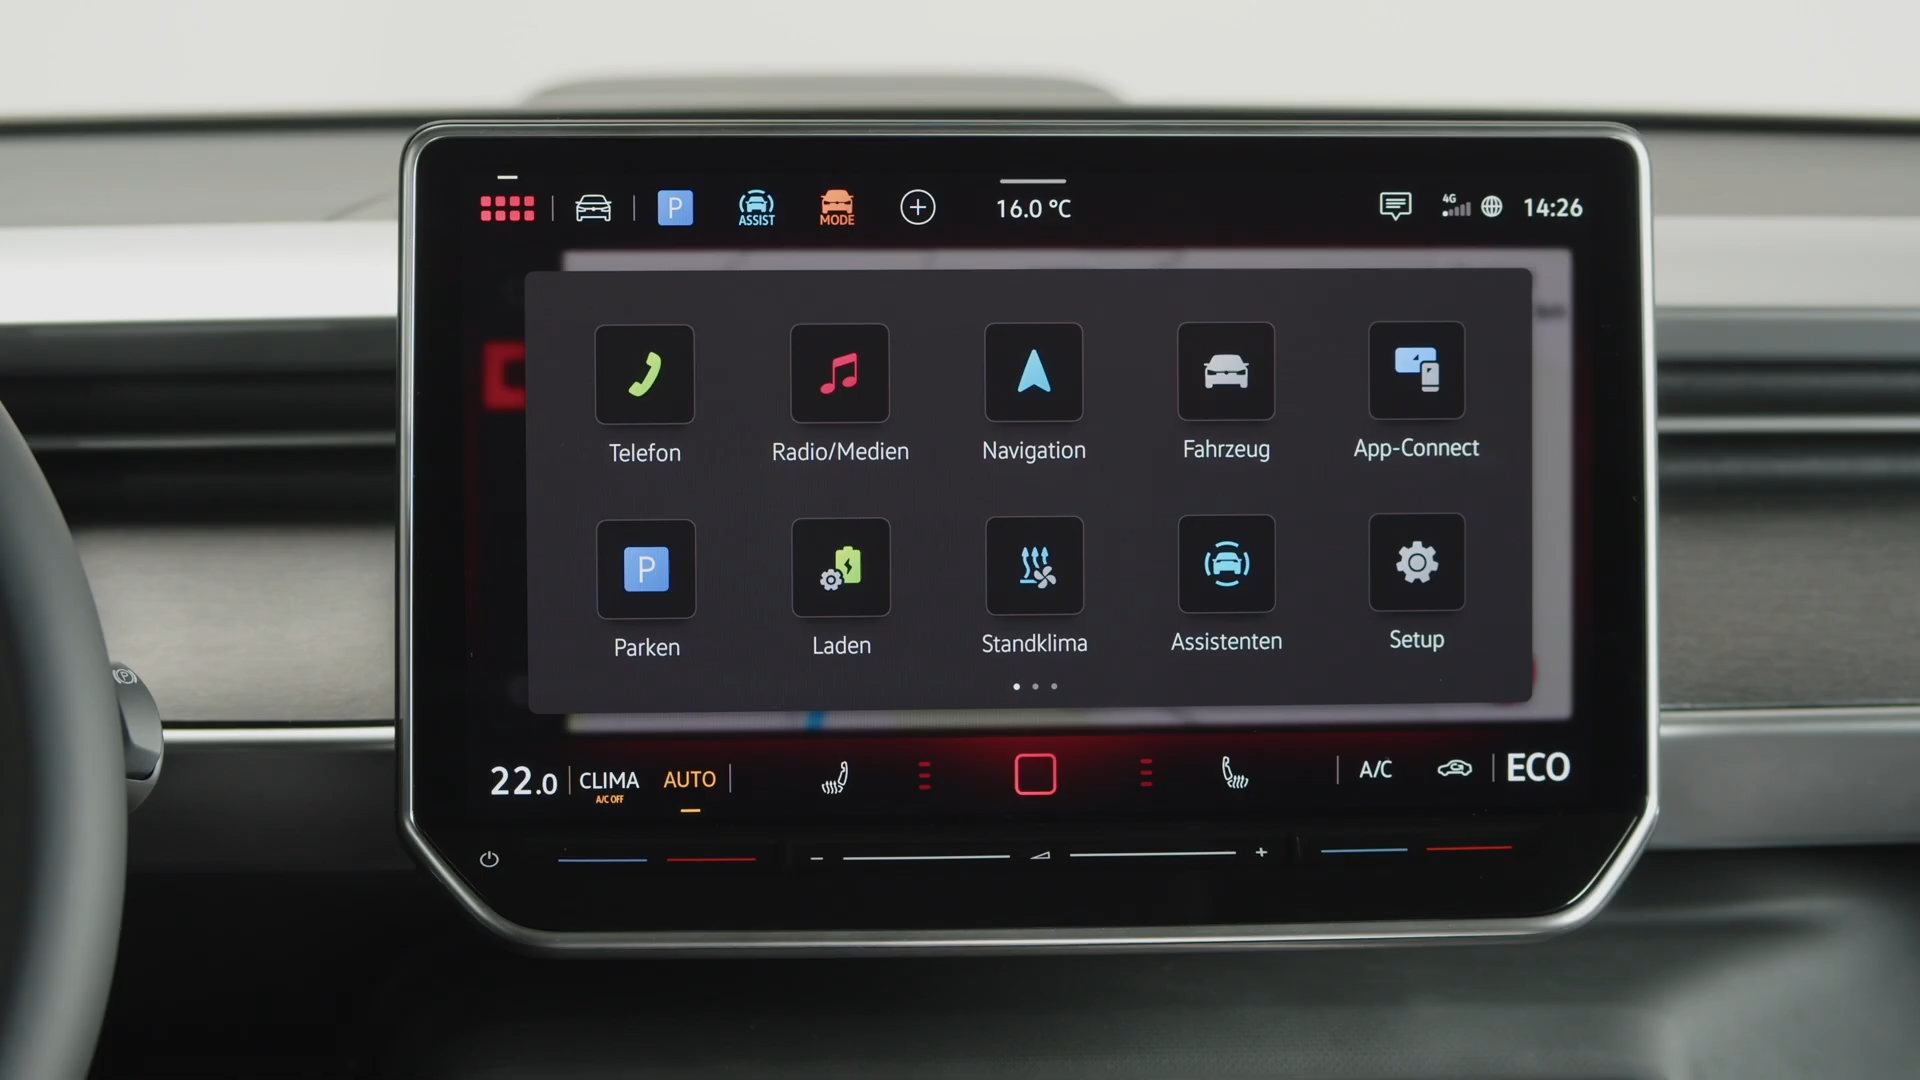 P
ASSIST
MODE
16.0 °C
4G
14:26
Telefon
Radio/Medien
Navigation
Fahrzeug
App-Connect
P
Parken
Laden
Standklima
Assistenten
Setup
22.0
CLIMA
A/C OFF
AUTO
A/C
ECO
- +
P